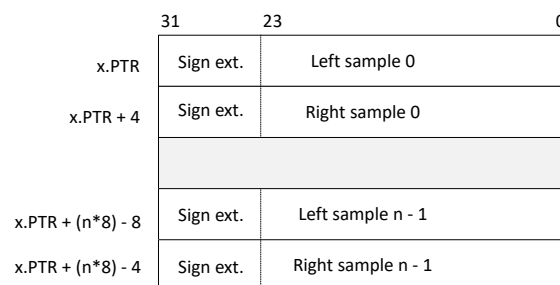 31 23 0
x.PTR Sign ext. Left sample 0
x.PTR + 4 Sign ext. Right sample 0
x.PTR + (n*8) - 8 Sign ext. Left sample n - 1
x.PTR + (n*8) - 4 Sign ext. Right sample n - 1